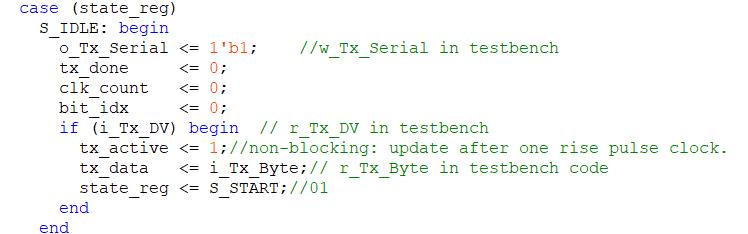 case (state_reg)
S_IDLE: begin
o_Tx_Serial <= 1'b1; //w_Tx_Serial in testbench
tx_done <= 0;
clk_count <= 0;
bit_idx <= 0;
if (i_Tx_DV) begin // r_Tx_DV in testbench
tx_active <= 1;//non-blocking: update after one rise pulse clock.
tx_data <= i_Tx_Byte;// r_Tx_Byte in testbench code
state_reg <= S_START;//01
end
end